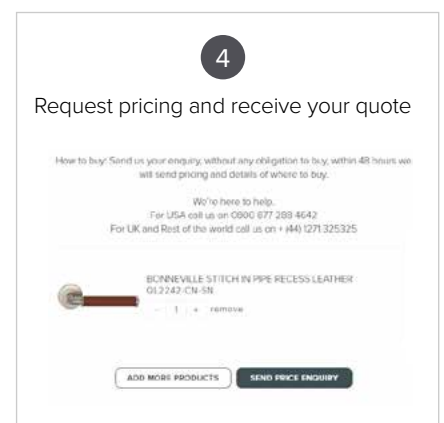 4
Request pricing and receive your quote
How to buy: Send us your enquiry, without any obligation to buy, within 48 hours we
will send pricing and details of where to buy.
We're here to help.
For USA call us on 0800 877 288 4642
For UK and Rest of the world call us on + (44) 1271 325325
BONNEVILLE STITCH IN PIPE RECESS LEATHER
OL2242-CN-SN
- 1 + remove
ADD MORE PRODUCTS SEND PRICE ENQUIRY